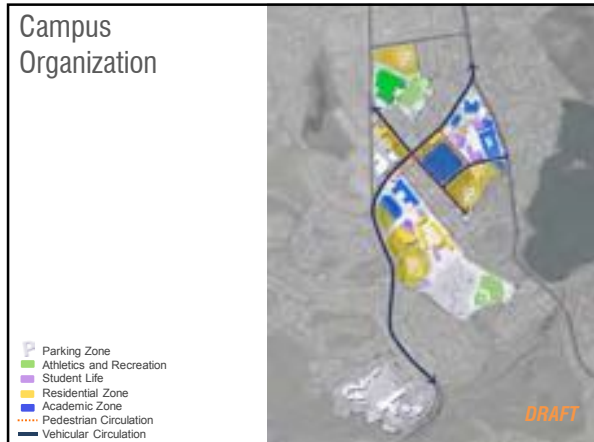 Campus
Organization
P Parking Zone
Athletics and Recreation
Student Life
Residential Zone
Academic Zone
Pedestrian Circulation
Vehicular Circulation
DRAFT